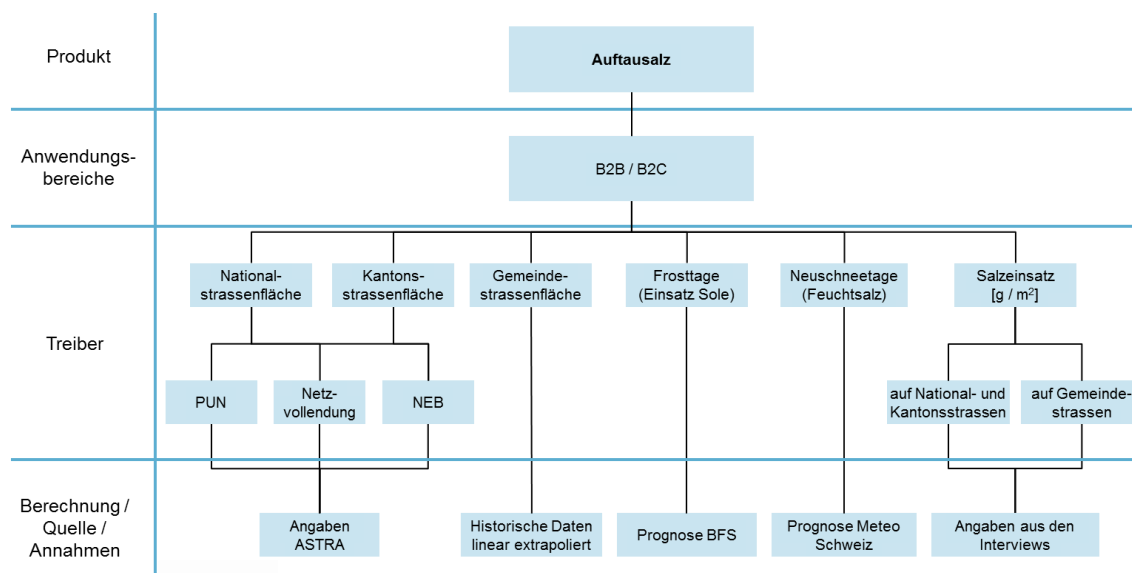 Produkt
Auftausalz
Anwendungs-
bereiche
B2B / B2C
Treiber
National-
strassenfläche
Kantons-
strassenfläche
Gemeinde-
strassenfläche
Frosttage
(Einsatz Sole)
Neuschneetage
(Feuchtsalz)
Salzeinsatz
[g / m²]
PUN
Netz-
vollendung
NEB
auf National- und
Kantonsstrassen
auf Gemeinde-
strassen
Berechnung /
Quelle /
Annahmen
Angaben
ASTRA
Historische Daten
linear extrapoliert
Prognose BFS
Prognose Meteo
Schweiz
Angaben aus den
Interviews